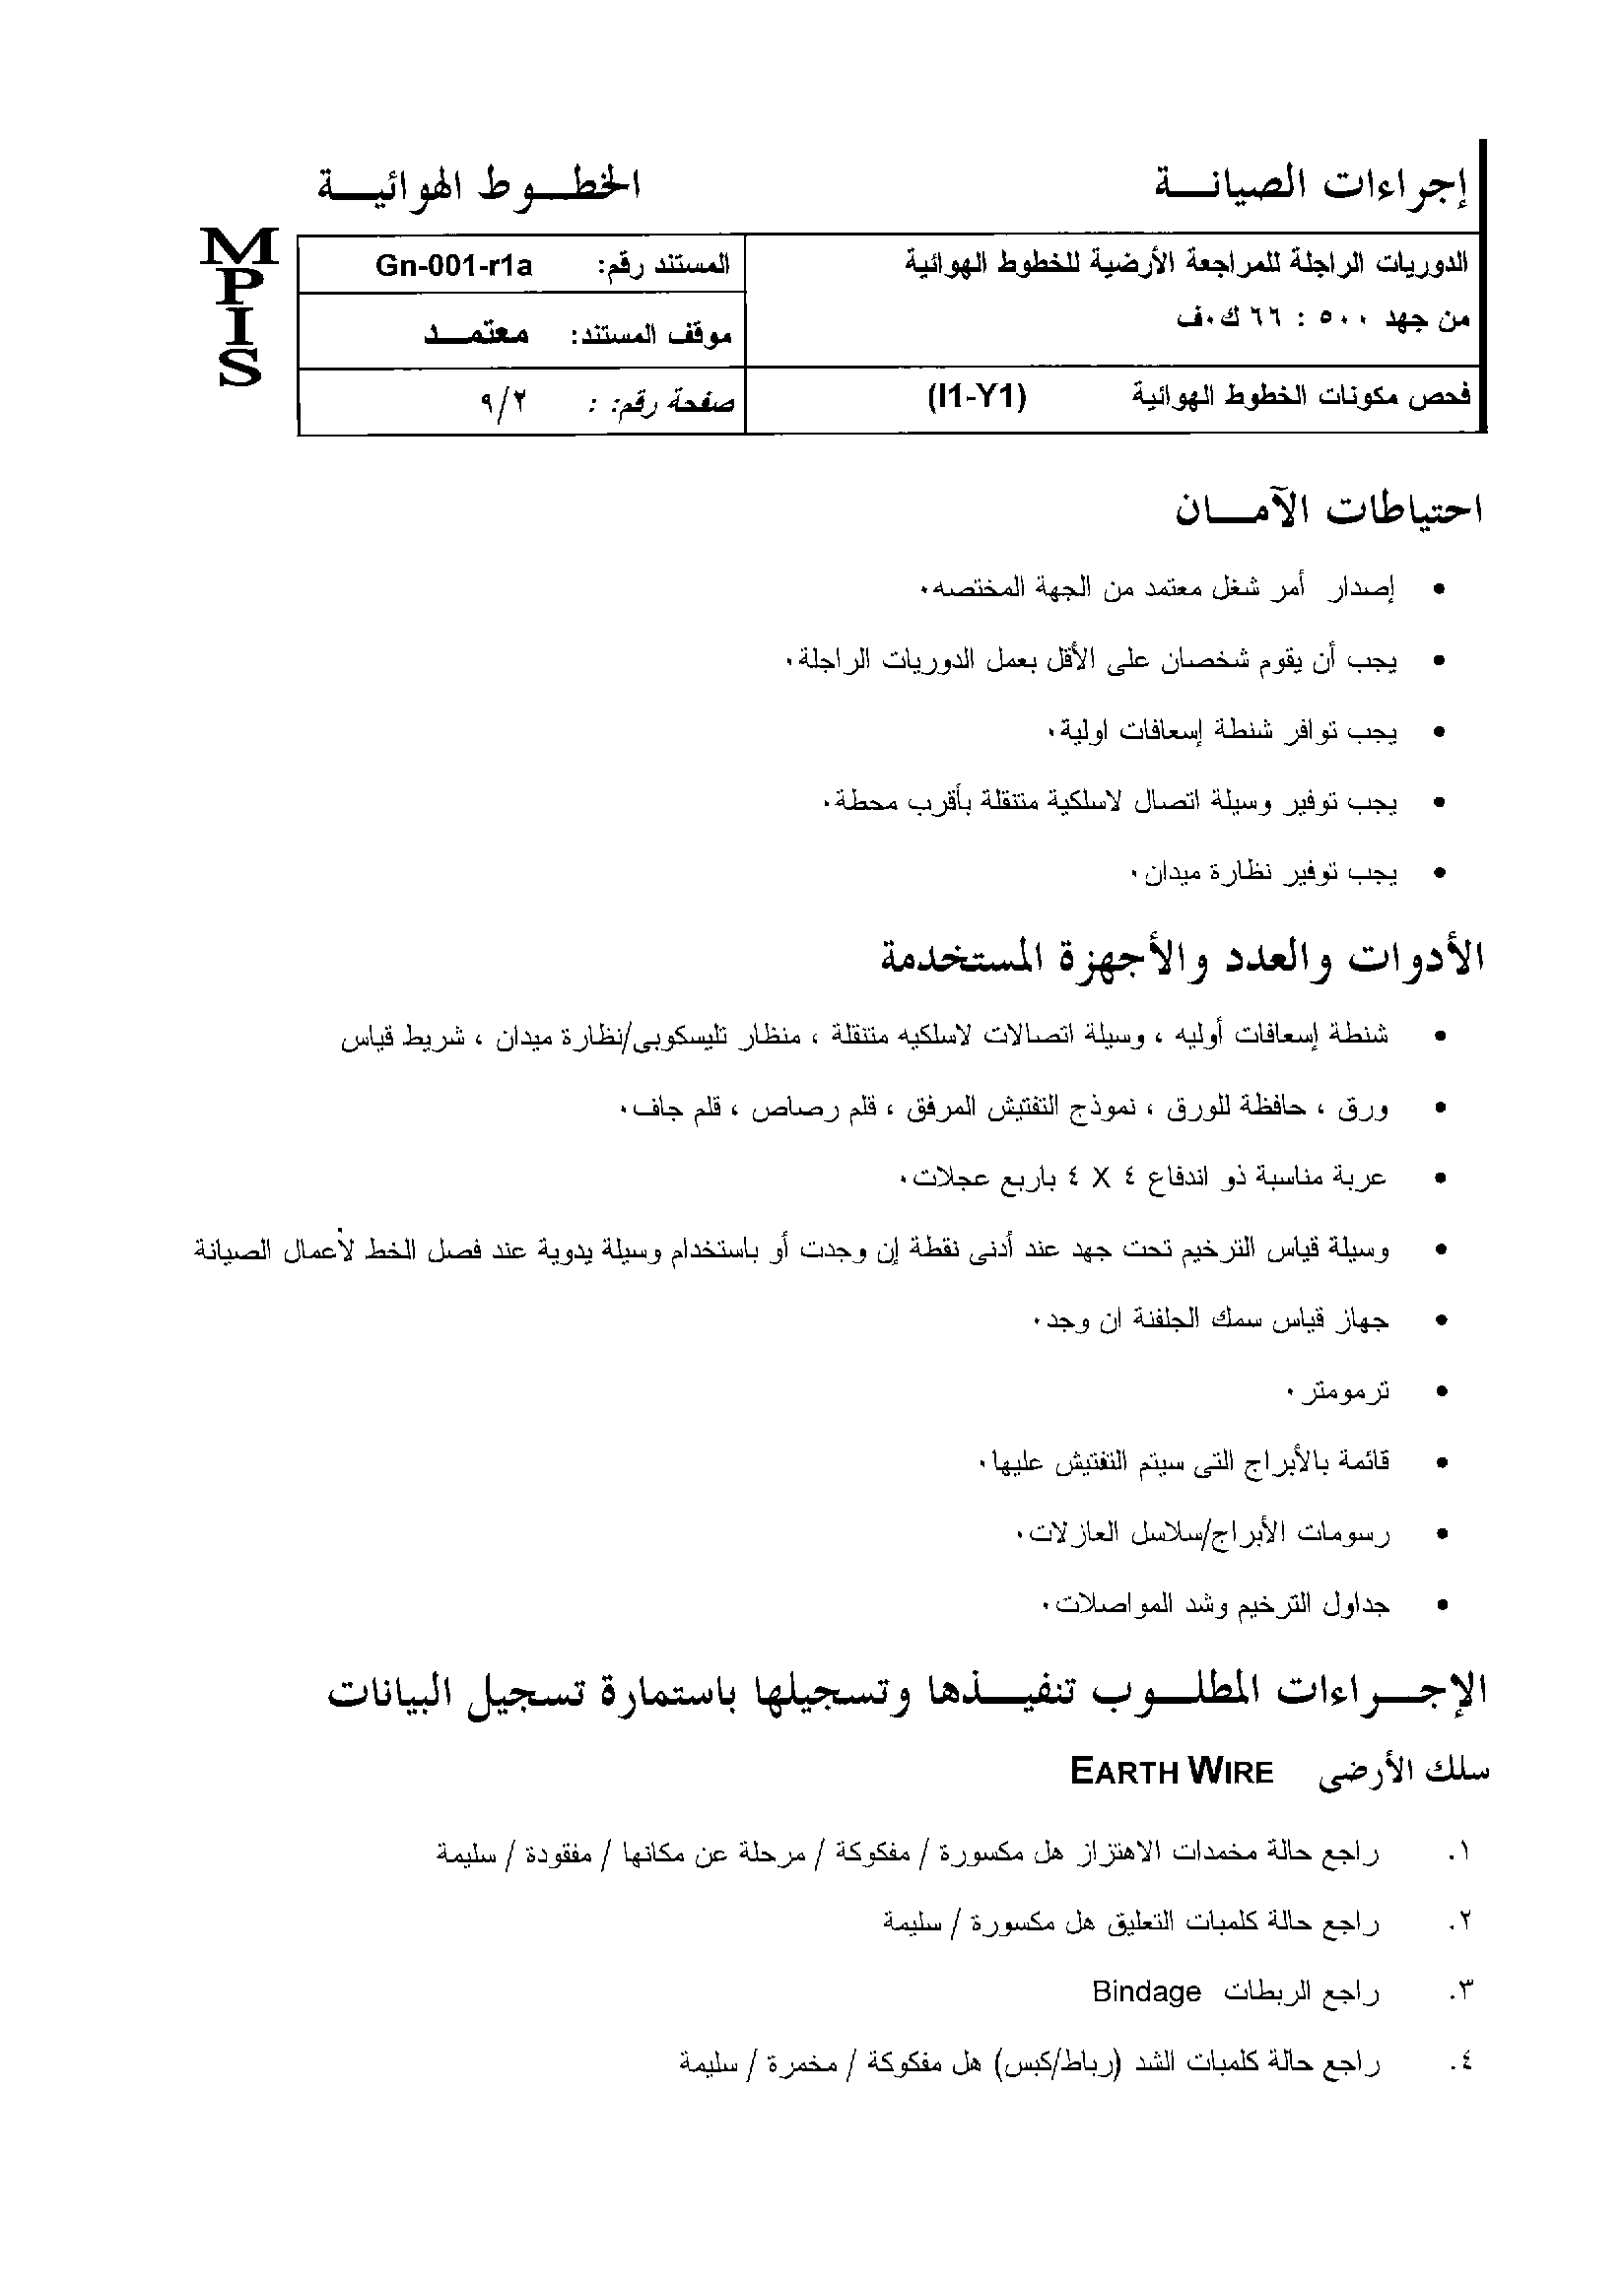 إجراءات الصيانة
الخطوط الهوائية
MPIS
الدوريات الراجلة للمراجعة الأرضية للخطوط الهوائية
من جهد ٥٠٠ : ٦٦ ك٠ف
المستند رقم: Gn-001-r1a
موقف المستند: معتمد
فحص مكونات الخطوط الهوائية (I1-Y1)
صفحة رقم: : ٩/٢
احتياطات الآمان
• إصدار أمر شغل معتمد من الجهة المختصه٠
• يجب أن يقوم شخصان على الأقل بعمل الدوريات الراجلة٠
• يجب توافر شنطة إسعافات اولية٠
• يجب توفير وسيلة اتصال لاسلكية متنقلة بأقرب محطة٠
• يجب توفير نظارة ميدان٠
الأدوات والعدد والأجهزة المستخدمة
• شنطة إسعافات أوليه ، وسيلة اتصالات لاسلكيه متنقلة ، منظار تليسكوبى/نظارة ميدان ، شريط قياس
• ورق ، حافظة للورق ، نموذج التفتيش المرفق ، قلم رصاص ، قلم جاف٠
• عربة مناسبة ذو اندفاع ٤ X ٤ باربع عجلات٠
• وسيلة قياس الترخيم تحت جهد عند أدنى نقطة إن وجدت أو باستخدام وسيلة يدوية عند فصل الخط لأعمال الصيانة
• جهاز قياس سمك الجلفنة ان وجد٠
• ترمومتر٠
• قائمة بالأبراج التى سيتم التفتيش عليها٠
• رسومات الأبراج/سلاسل العازلات٠
• جداول الترخيم وشد المواصلات٠
الإجراءات المطلوب تنفيذها وتسجيلها باستمارة تسجيل البيانات
سلك الأرضى EARTH WIRE
١. راجع حالة مخمدات الاهتزاز هل مكسورة / مفكوكة / مرحلة عن مكانها / مفقودة / سليمة
٢. راجع حالة كلمبات التعليق هل مكسورة / سليمة
٣. راجع الربطات Bindage
٤. راجع حالة كلمبات الشد (رباط/كبس) هل مفكوكة / مخمرة / سليمة